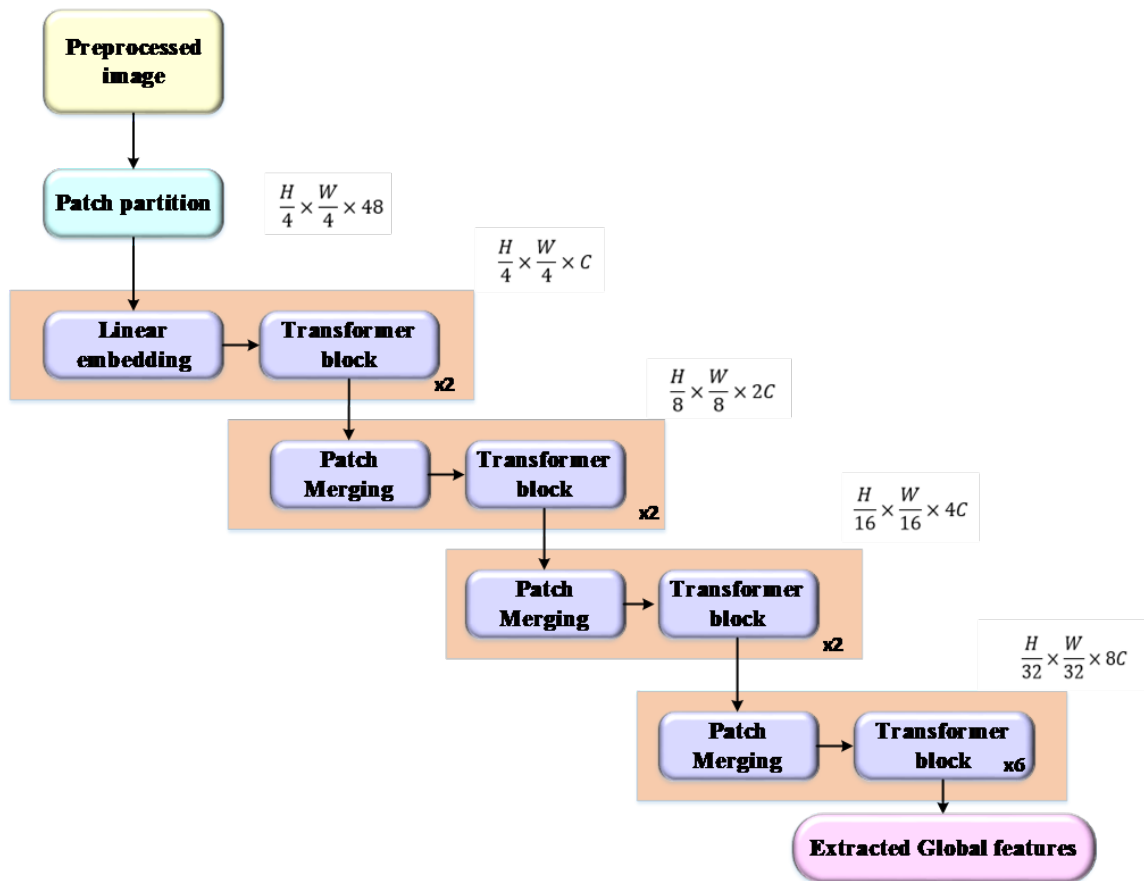 Preprocessed
image
Patch partition
H/4 × W/4 × 48
H/4 × W/4 × C
Linear
embedding
Transformer
block
x2
H/8 × W/8 × 2C
Patch
Merging
Transformer
block
x2
H/16 × W/16 × 4C
Patch
Merging
Transformer
block
x2
H/32 × W/32 × 8C
Patch
Merging
Transformer
block
x6
Extracted Global features